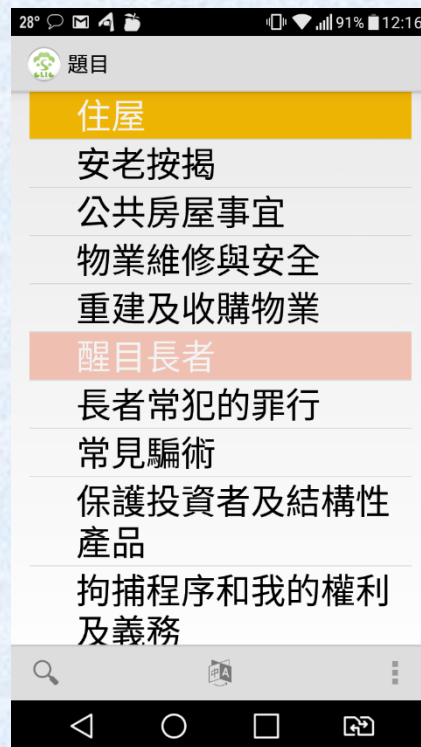 28° 91% 12:16
題目
住屋
安老按揭
公共房屋事宜
物業維修與安全
重建及收購物業
醒目長者
長者常犯的罪行
常見騙術
保護投資者及結構性
產品
拘捕程序和我的權利
及義務
中A